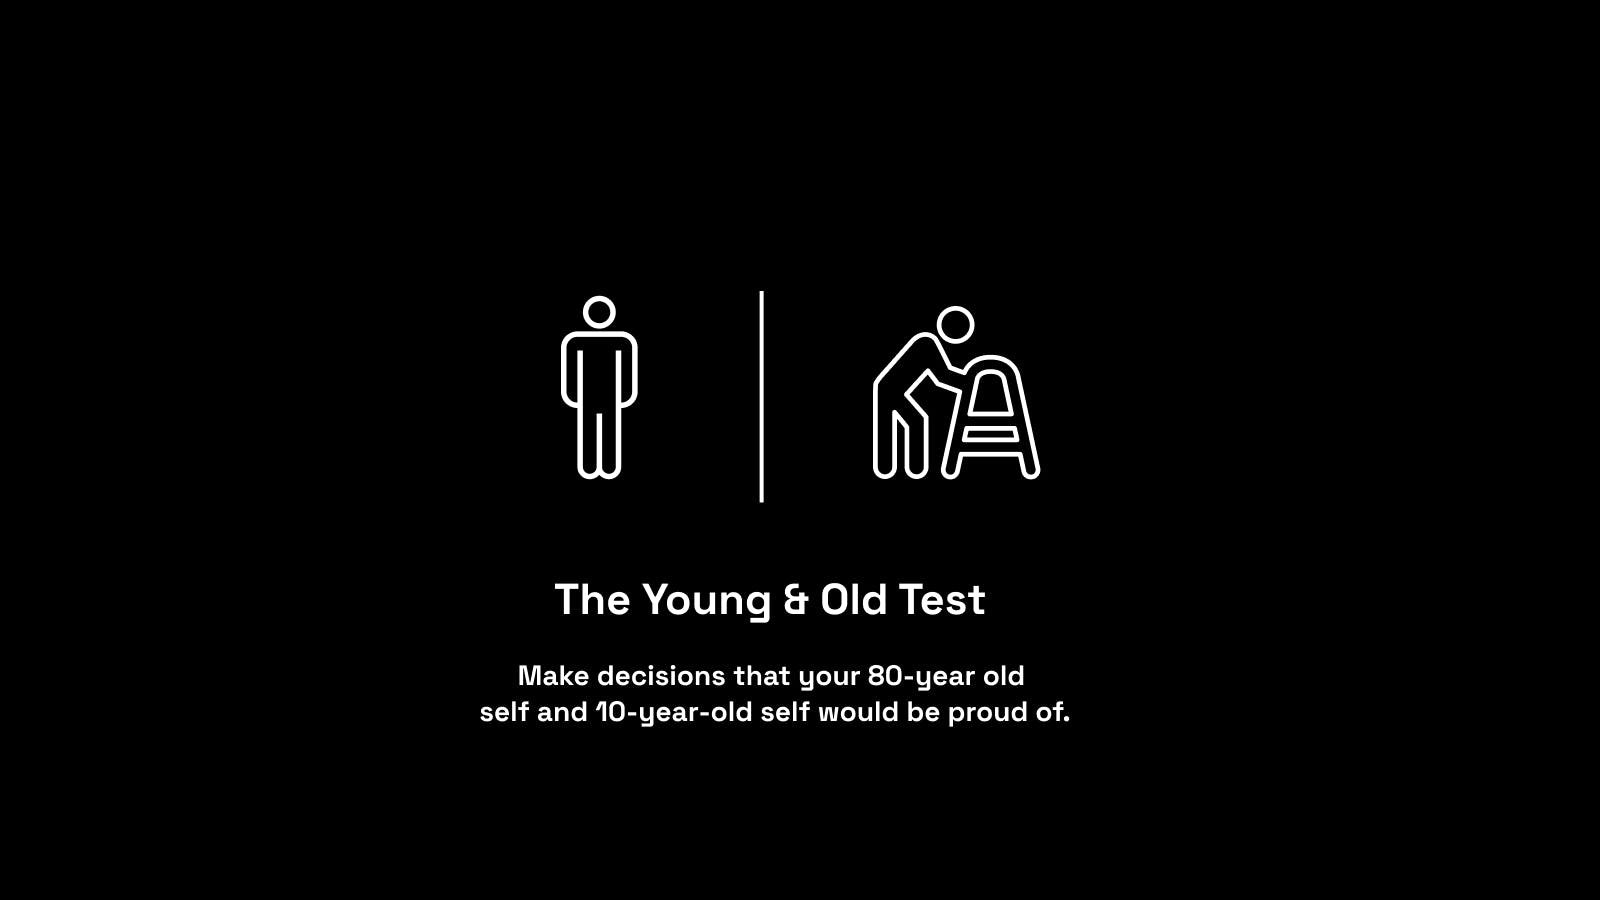 The Young & Old Test
Make decisions that your 80-year old
self and 10-year-old self would be proud of.